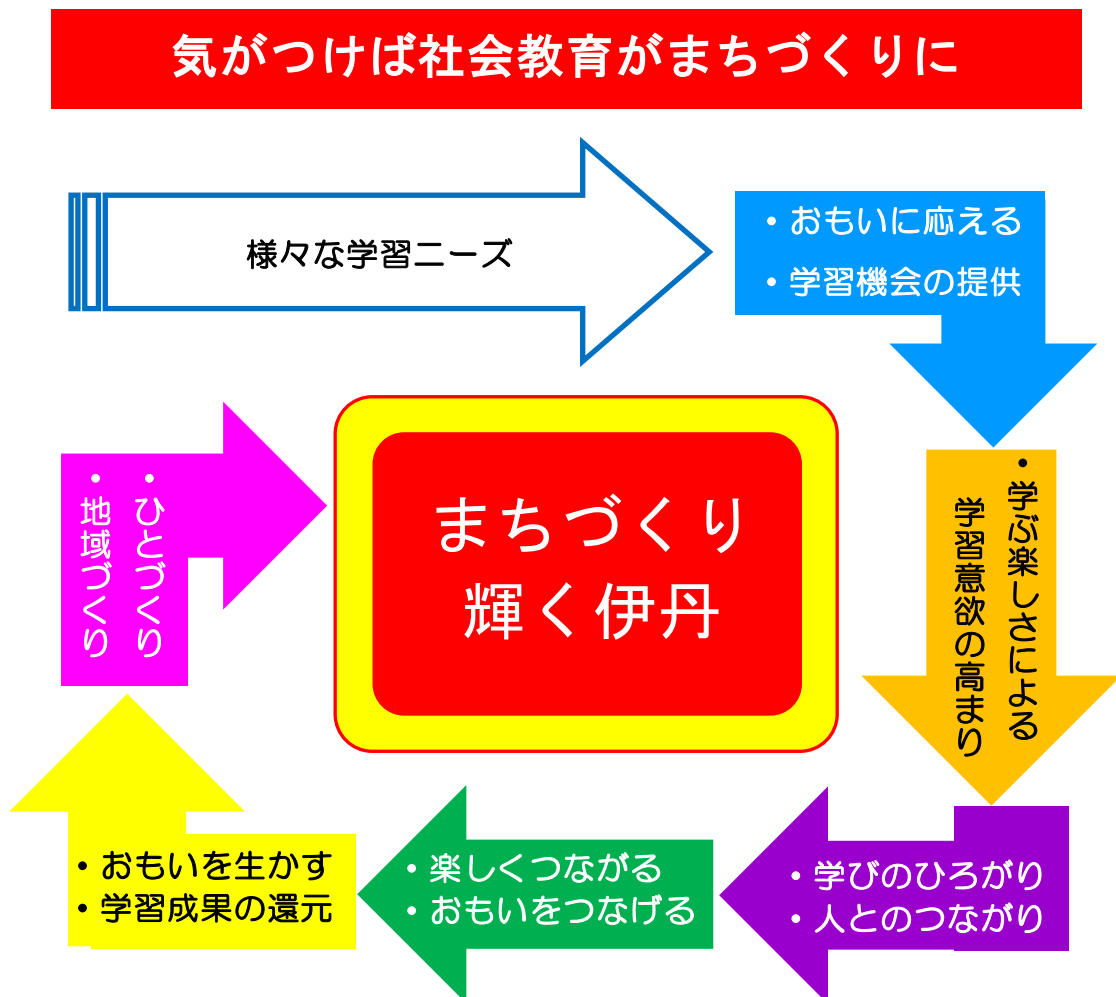 気がつけば社会教育がまちづくりに
様々な学習ニーズ
・おもいに応える
・学習機会の提供
・学ぶ楽しさによる
学習意欲の高まり
・学びのひろがり
・人とのつながり
・楽しくつながる
・おもいをつなげる
・おもいを生かす
・学習成果の還元
・ひとづくり
・地域づくり
まちづくり
輝く伊丹